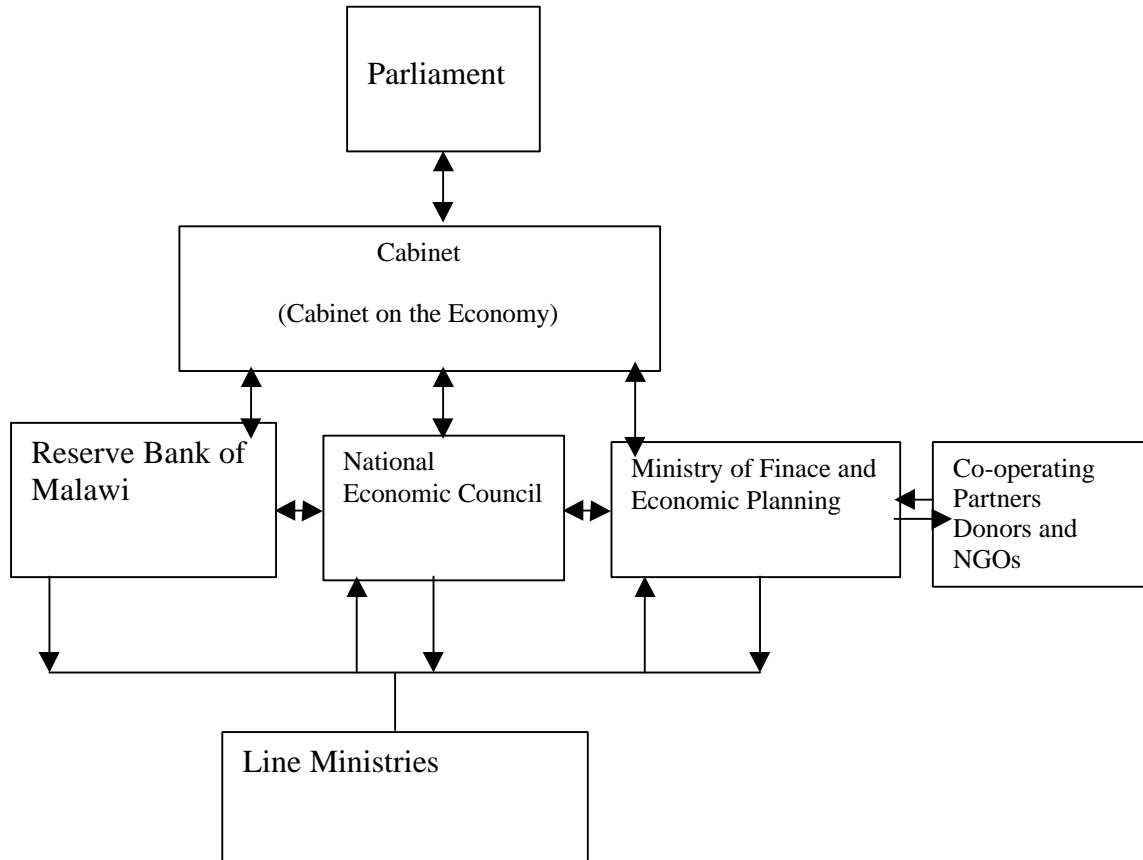 Parliament
Cabinet
(Cabinet on the Economy)
Reserve Bank of
Malawi
National
Economic Council
Ministry of Finace and
Economic Planning
Co-operating
Partners
Donors and
NGOs
Line Ministries